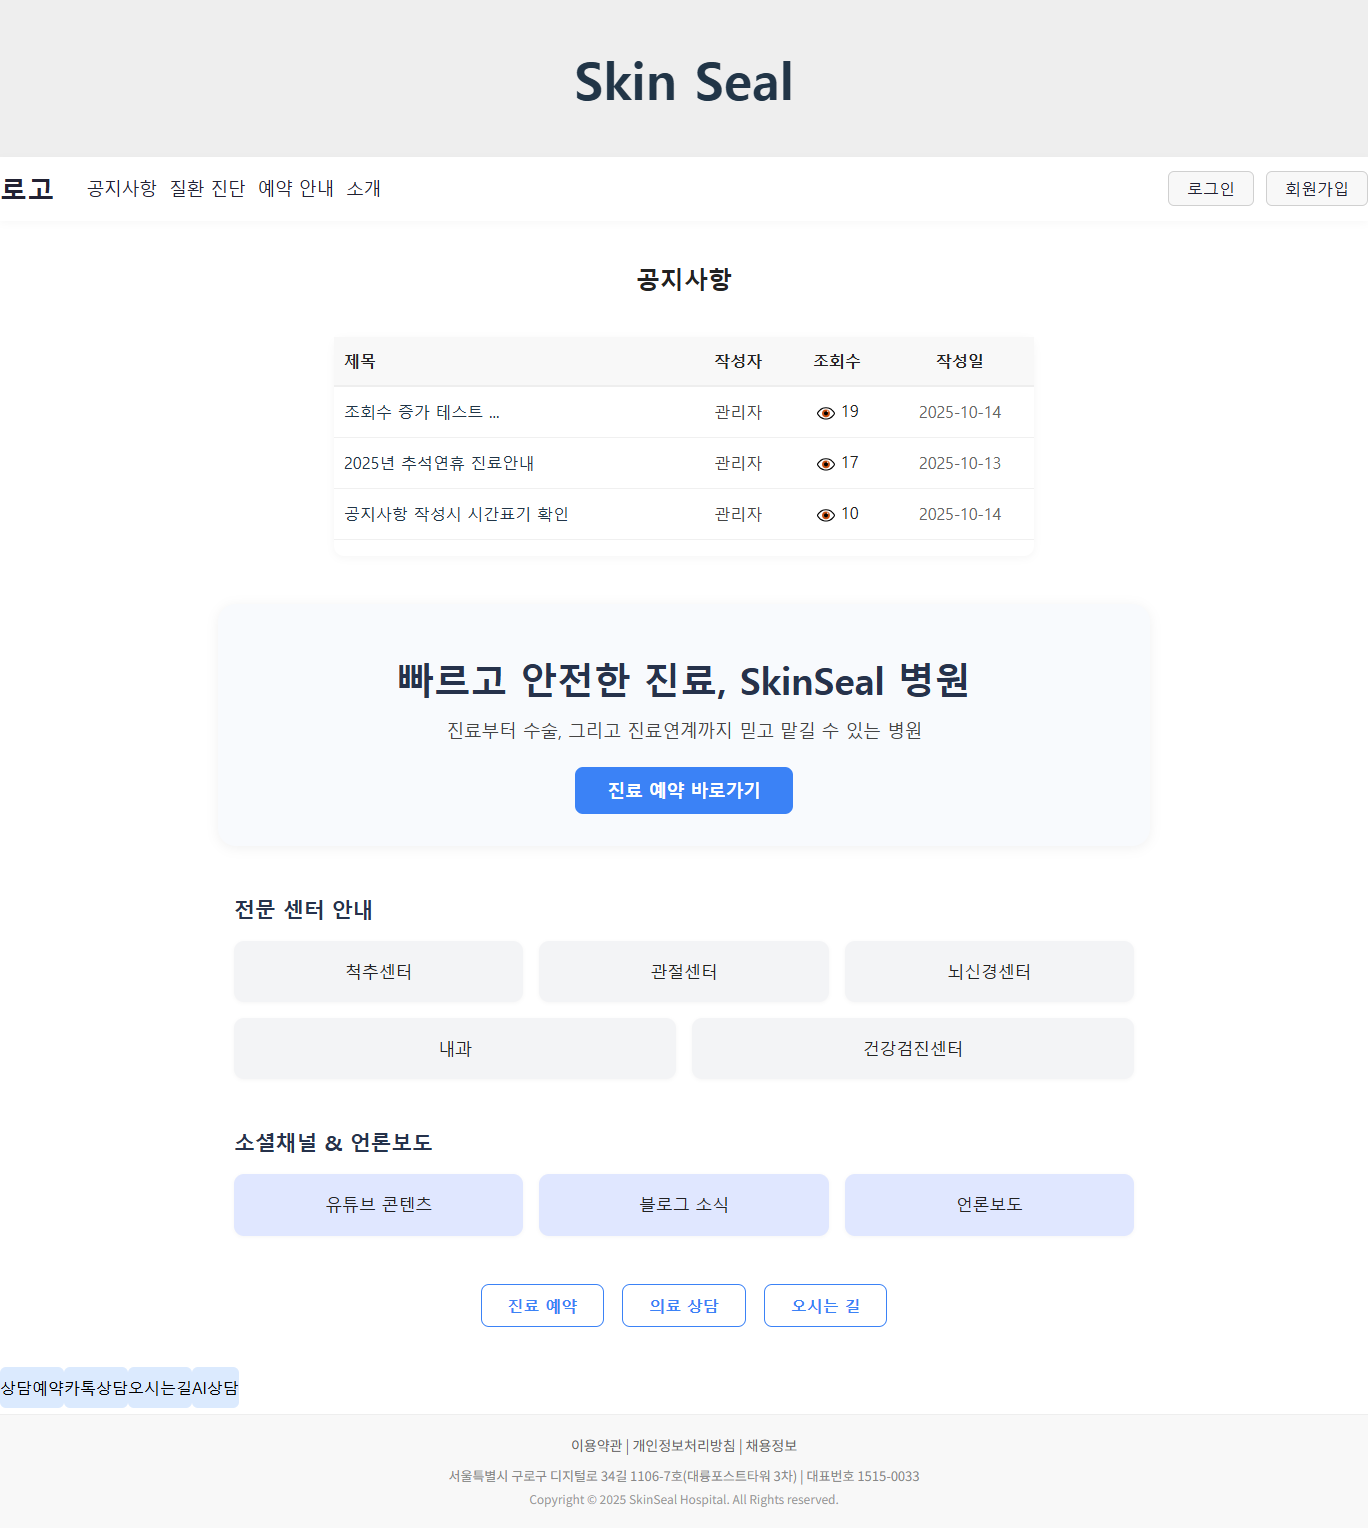 Skin Seal
로고 공지사항 질환 진단 예약 안내 소개 로그인 회원가입
공지사항
제목 작성자 조회수 작성일
조회수 증가 테스트 ... 관리자 19 2025-10-14
2025년 추석연휴 진료안내 관리자 17 2025-10-13
공지사항 작성시 시간표기 확인 관리자 10 2025-10-14
빠르고 안전한 진료, SkinSeal 병원
진료부터 수술, 그리고 진료연계까지 믿고 맡길 수 있는 병원
진료 예약 바로가기
전문 센터 안내
척추센터 관절센터 뇌신경센터
내과 건강검진센터
소셜채널 & 언론보도
유튜브 콘텐츠 블로그 소식 언론보도
진료 예약 의료 상담 오시는 길
상담예약 카톡상담 오시는길 AI상담
이용약관 | 개인정보처리방침 | 채용정보
서울특별시 구로구 디지털로 34길 1106-7호(대륭포스트타워 3차) | 대표번호 1515-0033
Copyright © 2025 SkinSeal Hospital. All Rights reserved.